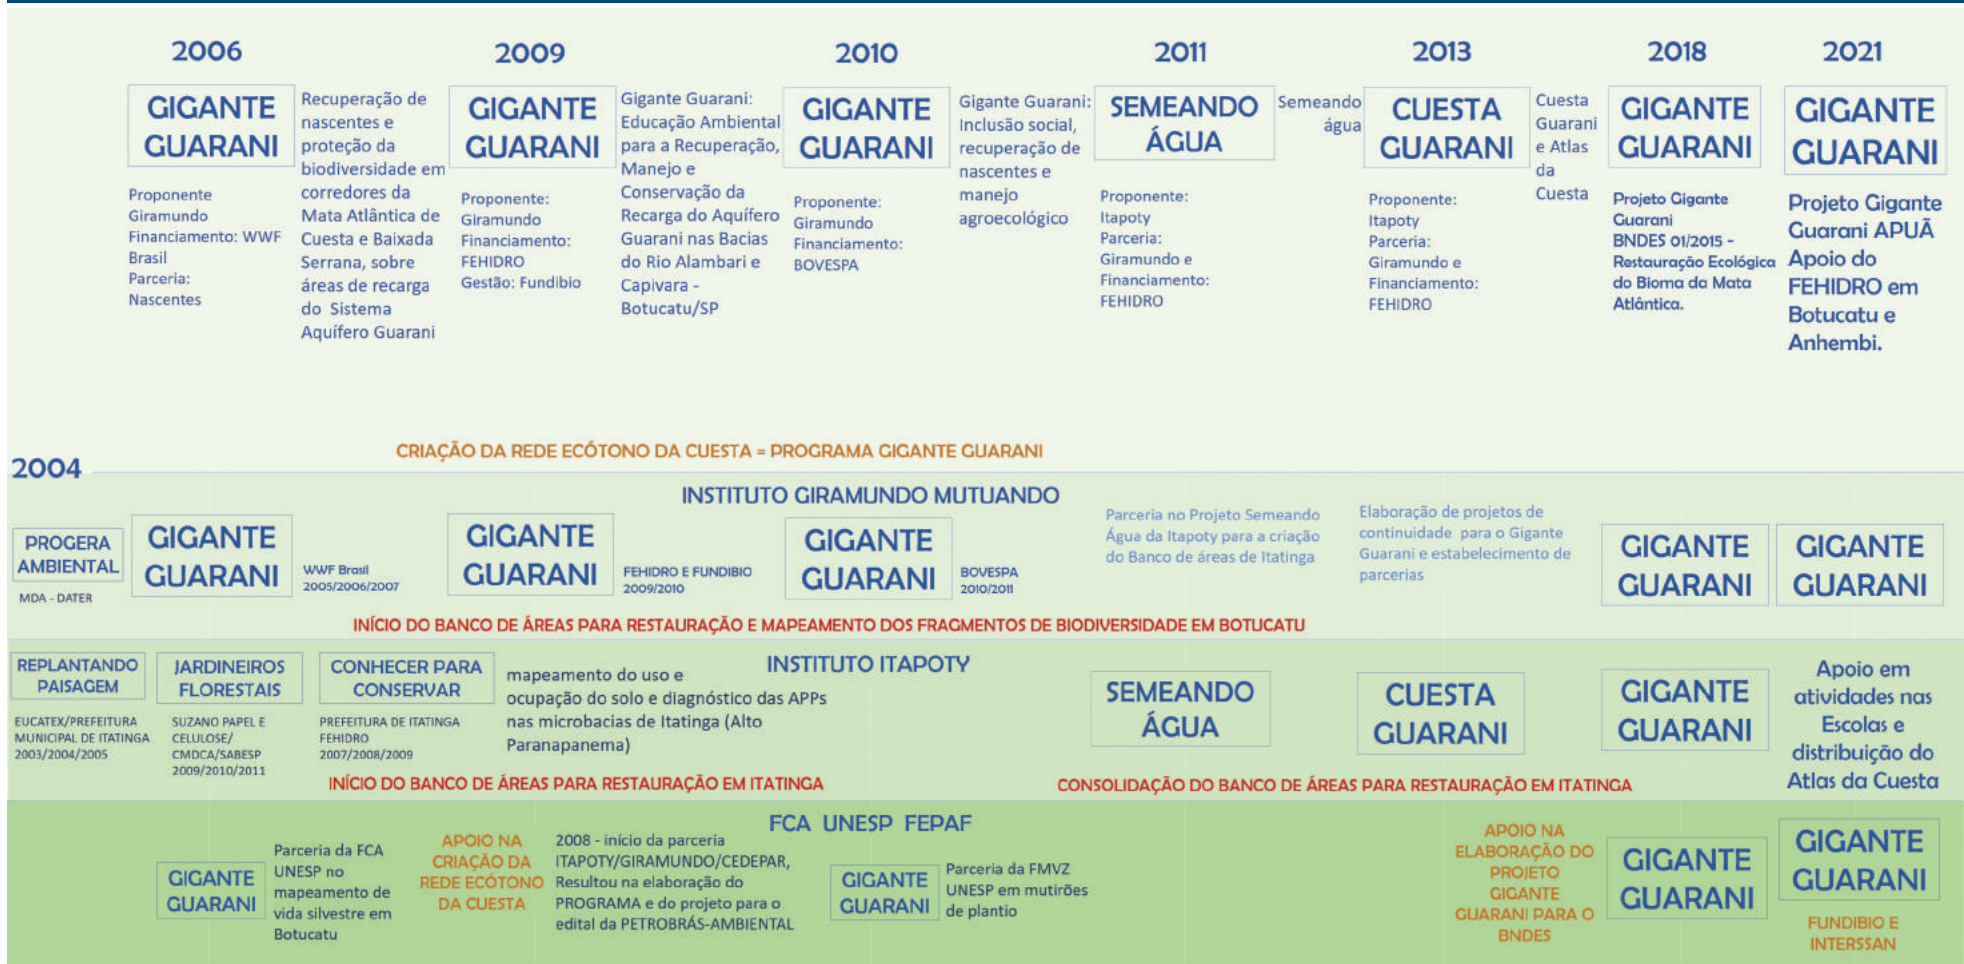 2006
GIGANTE
GUARANI
Proponente
Giramundo
Financiamento: WWF
Brasil
Parceria:
Nascentes
Recuperação de
nascentes e
proteção da
biodiversidade em
corredores da
Mata Atlântica de
Cuesta e Baixada
Serrana, sobre
áreas de recarga
do Sistema
Aquífero Guarani
2009
GIGANTE
GUARANI
Proponente:
Giramundo
Financiamento:
FEHIDRO
Gestão: Fundibio
Gigante Guarani:
Educação Ambiental
para a Recuperação,
Manejo e
Conservação da
Recarga do Aquífero
Guarani nas Bacias
do Rio Alambari e
Capivara -
Botucatu/SP
2010
GIGANTE
GUARANI
Proponente:
Giramundo
Financiamento:
BOVESPA
Gigante Guarani:
Inclusão social,
recuperação de
nascentes e
manejo
agroecológico
2011
SEMEANDO
ÁGUA
Proponente:
Itapoty
Parceria:
Giramundo e
Financiamento:
FEHIDRO
Semeando
água
2013
CUESTA
GUARANI
Proponente:
Itapoty
Parceria:
Giramundo e
Financiamento:
FEHIDRO
Cuesta
Guarani
e Atlas
da
Cuesta
2018
GIGANTE
GUARANI
Projeto Gigante
Guarani
BNDES 01/2015 -
Restauração Ecológica
do Bioma da Mata
Atlântica.
2021
GIGANTE
GUARANI
Projeto Gigante
Guarani APUÃ
Apoio do
FEHIDRO em
Botucatu e
Anhembi.
CRIAÇÃO DA REDE ECÓTONO DA CUESTA = PROGRAMA GIGANTE GUARANI
2004
INSTITUTO GIRAMUNDO MUTUANDO
PROGERA
AMBIENTAL
MDA - DATER
GIGANTE
GUARANI
WWF Brasil
2005/2006/2007
GIGANTE
GUARANI
FEHIDRO E FUNDIBIO
2009/2010
GIGANTE
GUARANI
BOVESPA
2010/2011
Parceria no Projeto Semeando
Água da Itapoty para a criação
do Banco de áreas de Itatinga
Elaboração de projetos de
continuidade para o Gigante
Guarani e estabelecimento de
parcerias
GIGANTE
GUARANI
GIGANTE
GUARANI
INÍCIO DO BANCO DE ÁREAS PARA RESTAURAÇÃO E MAPEAMENTO DOS FRAGMENTOS DE BIODIVERSIDADE EM BOTUCATU
INSTITUTO ITAPOTY
REPLANTANDO
PAISAGEM
EUCATEX/PREFEITURA
MUNICIPAL DE ITATINGA
2003/2004/2005
JARDINEIROS
FLORESTAIS
SUZANO PAPEL E
CELULOSE/
CMDCA/SABESP
2009/2010/2011
CONHECER PARA
CONSERVAR
PREFEITURA DE ITATINGA
FEHIDRO
2007/2008/2009
mapeamento do uso e
ocupação do solo e diagnóstico das APPs
nas microbacias de Itatinga (Alto
Paranapanema)
SEMEANDO
ÁGUA
CUESTA
GUARANI
GIGANTE
GUARANI
Apoio em
atividades nas
Escolas e
distribuição do
Atlas da Cuesta
INÍCIO DO BANCO DE ÁREAS PARA RESTAURAÇÃO EM ITATINGA
CONSOLIDAÇÃO DO BANCO DE ÁREAS PARA RESTAURAÇÃO EM ITATINGA
FCA UNESP FEPAF
GIGANTE
GUARANI
Parceria da FCA
UNESP no
mapeamento de
vida silvestre em
Botucatu
APOIO NA
CRIAÇÃO DA
REDE ECÓTONO
DA CUESTA
2008 - início da parceria
ITAPOTY/GIRAMUNDO/CEDEPAR,
Resultou na elaboração do
PROGRAMA e do projeto para o
edital da PETROBRÁS-AMBIENTAL
GIGANTE
GUARANI
Parceria da FMVZ
UNESP em mutirões
de plantio
APOIO NA
ELABORAÇÃO DO
PROJETO
GIGANTE
GUARANI PARA O
BNDES
GIGANTE
GUARANI
GIGANTE
GUARANI
FUNDIBIO E
INTERSSAN